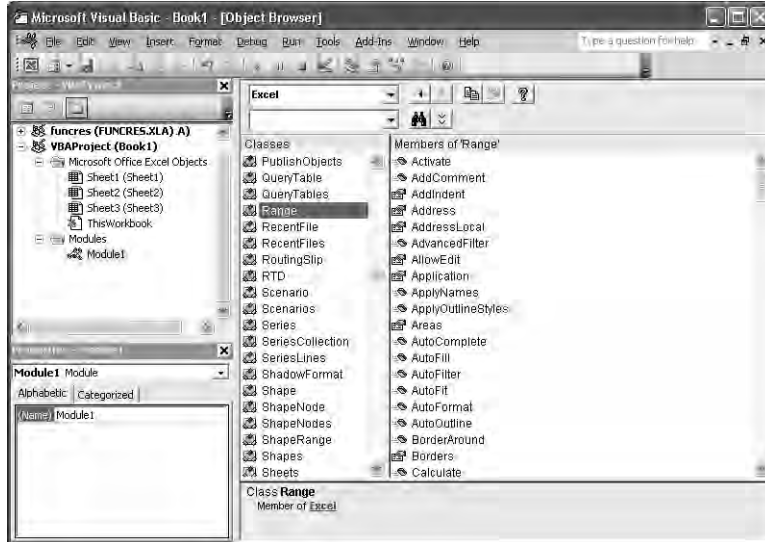 Microsoft Visual Basic - Book1 - [Object Browser]
File Edit View Insert Format Debug Run Tools Add-Ins Window Help
Type a question for help
Excel
funcres (FUNCRES.XLA) A)
VBAProject (Book1)
Microsoft Office Excel Objects
Sheet1 (Sheet1)
Sheet2 (Sheet2)
Sheet3 (Sheet3)
ThisWorkbook
Modules
Module1
Module1 Module
Alphabetic Categorized
(Name) Module1
Classes
PublishObjects
QueryTable
QueryTables
Range
RecentFile
RecentFiles
RoutingSlip
RTD
Scenario
Scenarios
Series
SeriesCollection
SeriesLines
ShadowFormat
Shape
ShapeNode
ShapeNodes
ShapeRange
Shapes
Sheets
Members of 'Range'
Activate
AddComment
AddIndent
Address
AddressLocal
AdvancedFilter
AllowEdit
Application
ApplyNames
ApplyOutlineStyles
Areas
AutoComplete
AutoFill
AutoFilter
AutoFit
AutoFormat
AutoOutline
BorderAround
Borders
Calculate
Class Range
Member of Excel